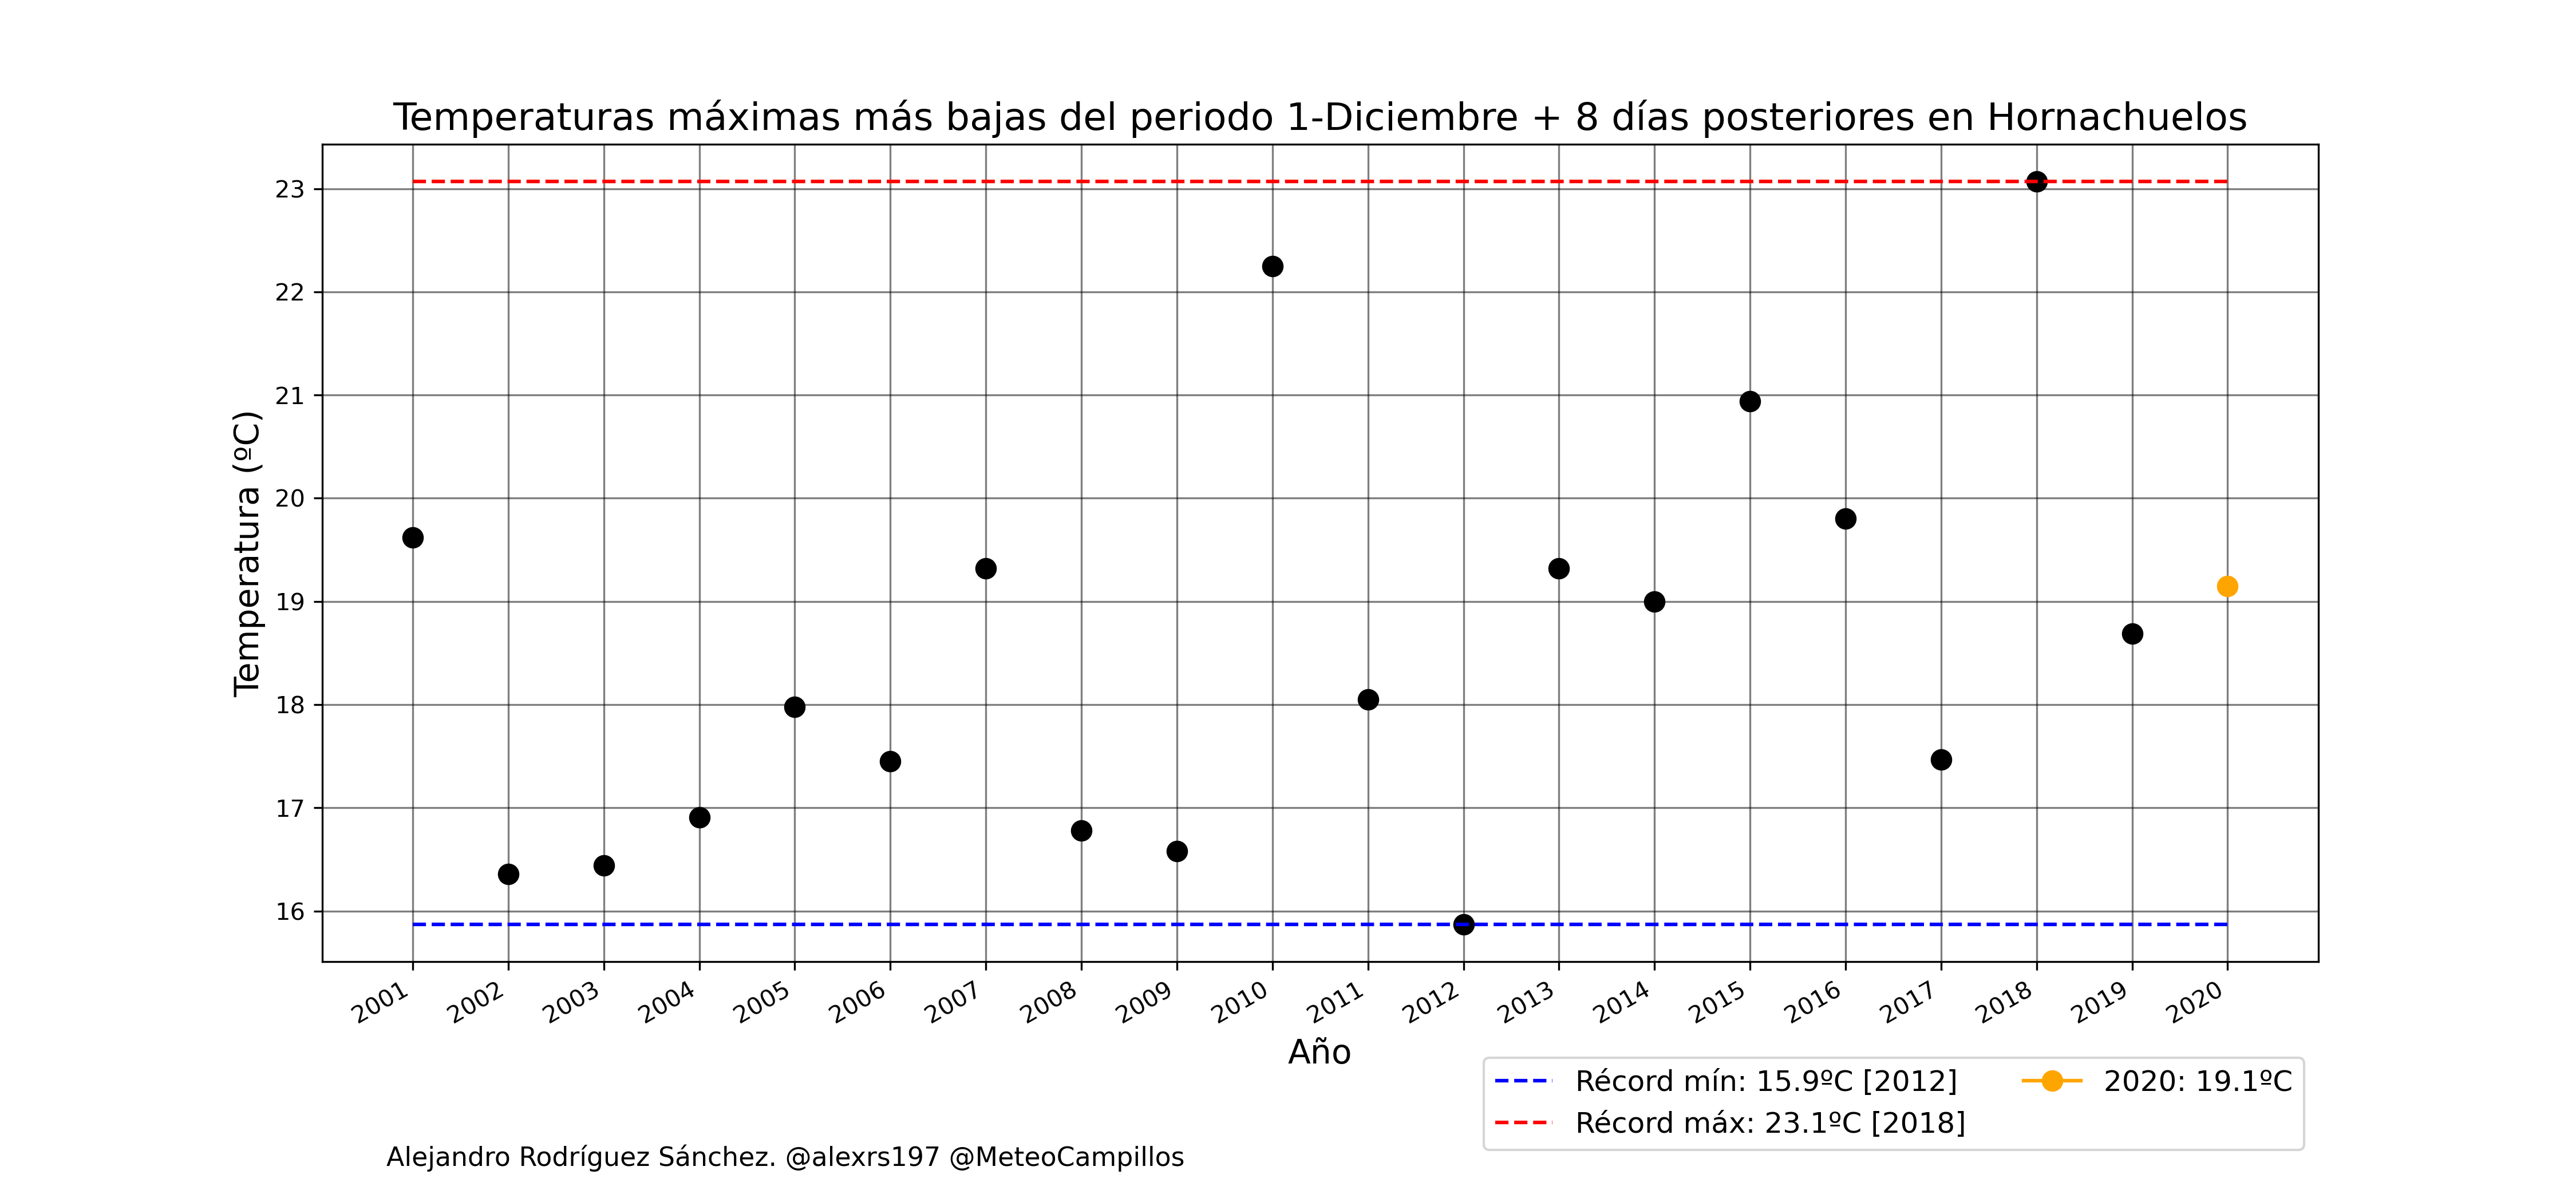 Temperaturas máximas más bajas del periodo 1-Diciembre + 8 días posteriores en Hornachuelos
Temperatura (ºC)
23
22
21
20
19
18
17
16
2001 2002 2003 2004 2005 2006 2007 2008 2009 2010 2011 2012 2013 2014 2015 2016 2017 2018 2019 2020
Año
Récord mín: 15.9ºC [2012]
Récord máx: 23.1ºC [2018]
2020: 19.1ºC
Alejandro Rodríguez Sánchez. @alexrs197 @MeteoCampillos